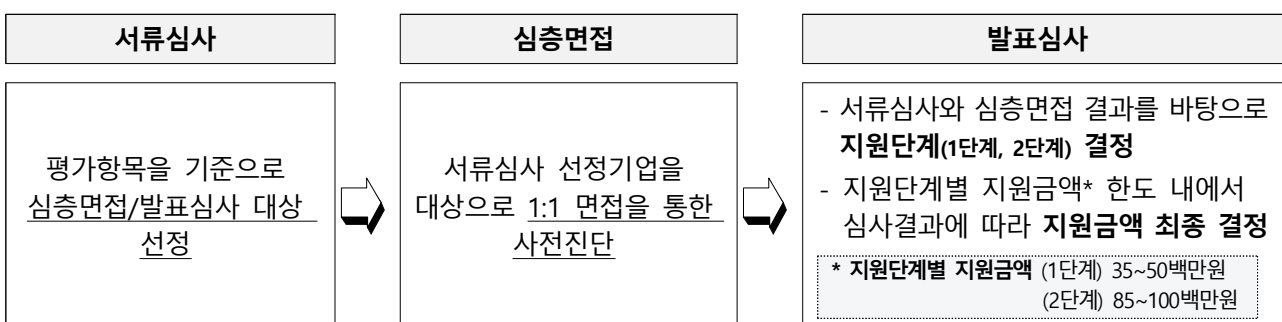 서류심사
평가항목을 기준으로
심층면접/발표심사 대상
선정
심층면접
서류심사 선정기업을
대상으로 1:1 면접을 통한
사전진단
발표심사
- 서류심사와 심층면접 결과를 바탕으로
지원단계(1단계, 2단계) 결정
- 지원단계별 지원금액* 한도 내에서
심사결과에 따라 지원금액 최종 결정
* 지원단계별 지원금액 (1단계) 35~50백만원
(2단계) 85~100백만원